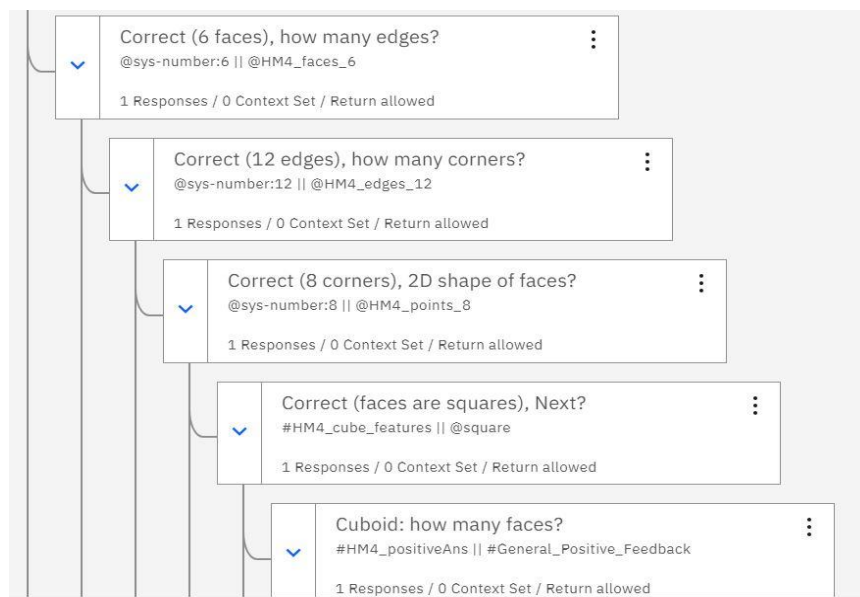 Correct (6 faces), how many edges?
@sys-number:6 || @HM4_faces_6
1 Responses / 0 Context Set / Return allowed
Correct (12 edges), how many corners?
@sys-number:12 || @HM4_edges_12
1 Responses / 0 Context Set / Return allowed
Correct (8 corners), 2D shape of faces?
@sys-number:8 || @HM4_points_8
1 Responses / 0 Context Set / Return allowed
Correct (faces are squares), Next?
#HM4_cube_features || @square
1 Responses / 0 Context Set / Return allowed
Cuboid: how many faces?
#HM4_positiveAns || #General_Positive_Feedback
1 Responses / 0 Context Set / Return allowed